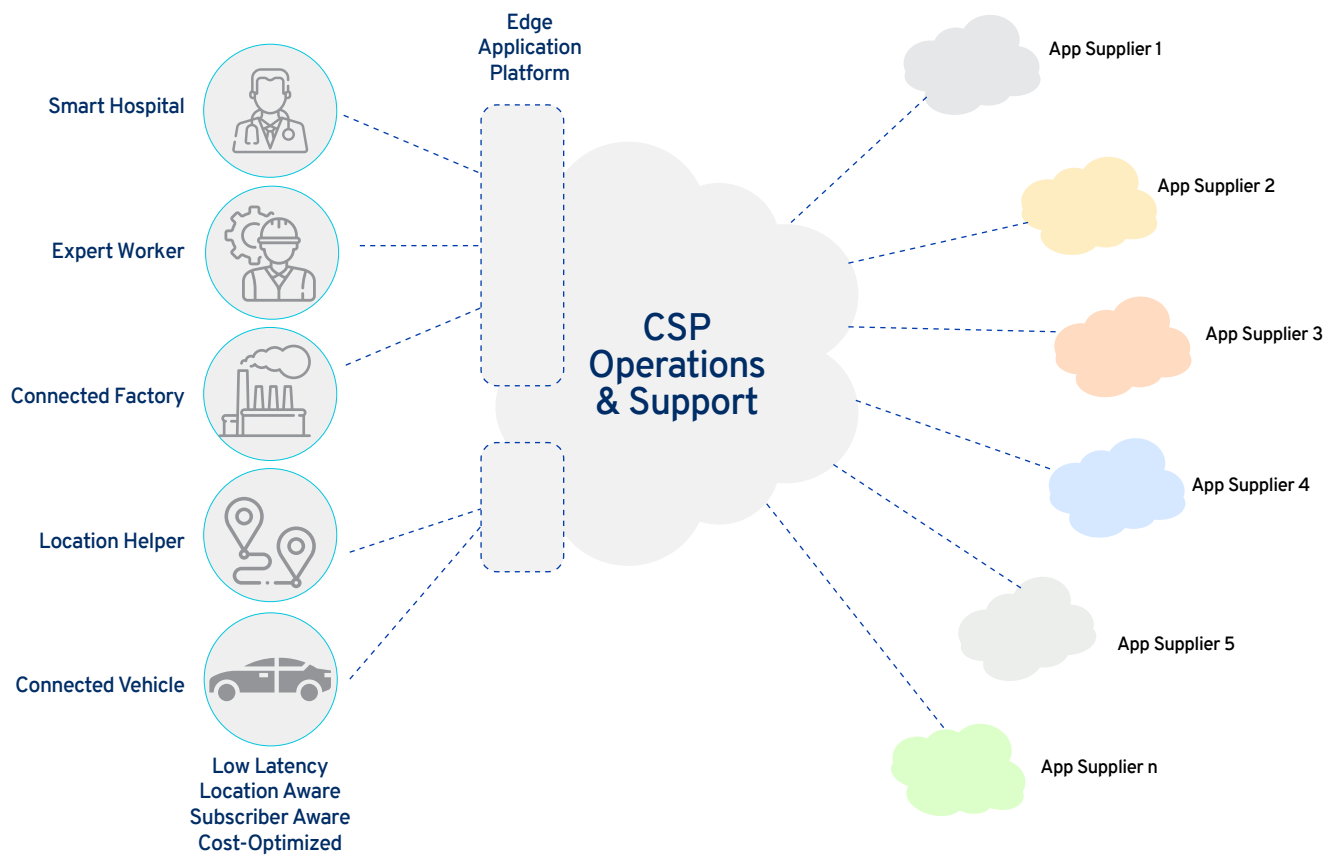 Edge
Application
Platform
Smart Hospital
Expert Worker
Connected Factory
Location Helper
Connected Vehicle
Low Latency
Location Aware
Subscriber Aware
Cost-Optimized
CSP
Operations
& Support
App Supplier 1
App Supplier 2
App Supplier 3
App Supplier 4
App Supplier 5
App Supplier n